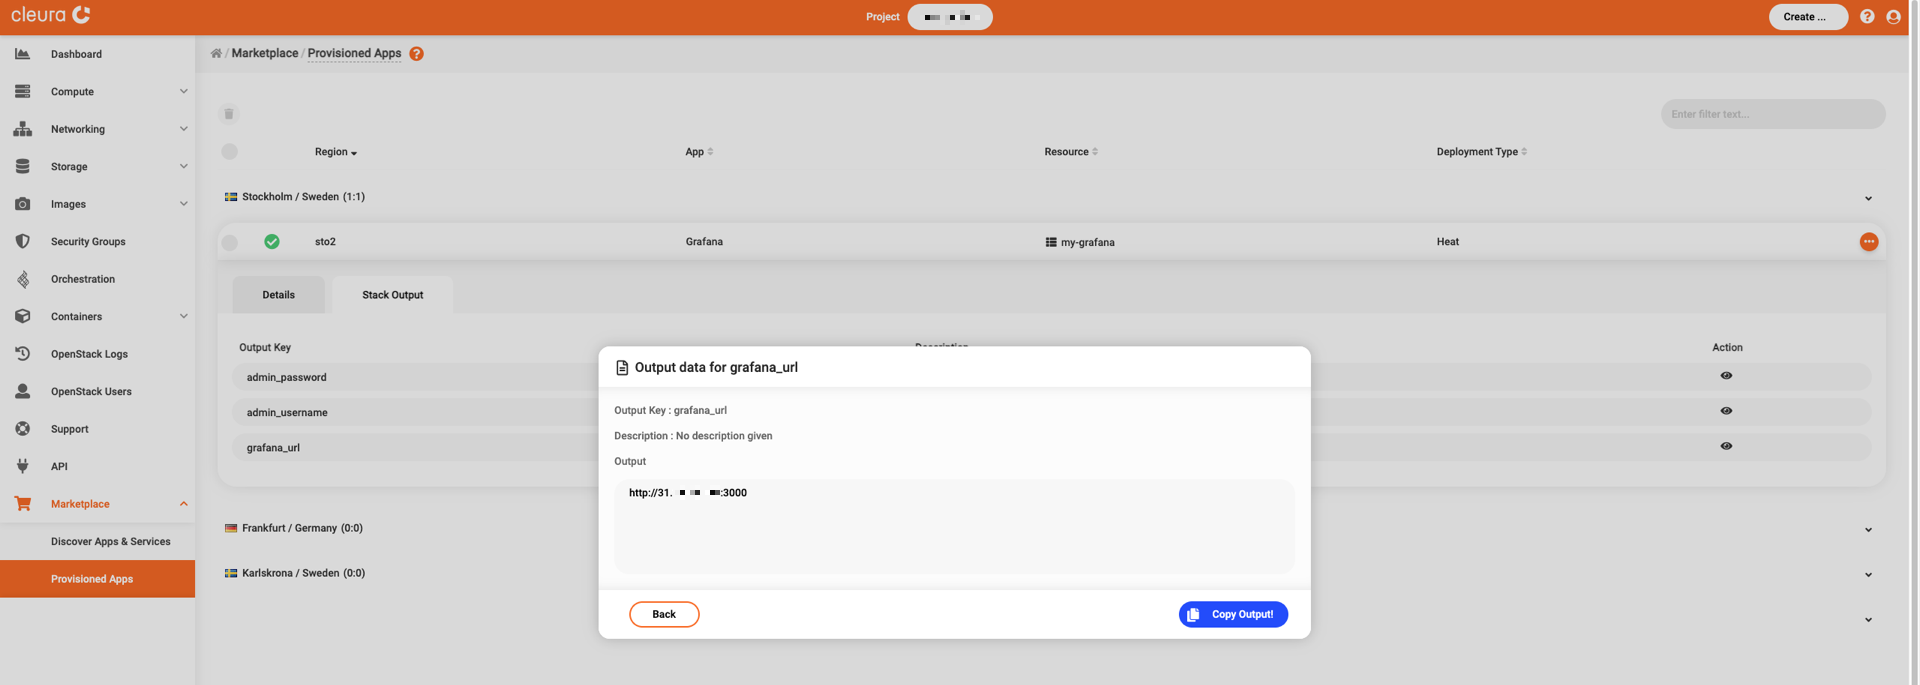 cleura
Project
Create ...
Dashboard
Compute
Networking
Storage
Images
Security Groups
Orchestration
Containers
OpenStack Logs
OpenStack Users
Support
API
Marketplace
Discover Apps & Services
Provisioned Apps
/ Marketplace / Provisioned Apps ?
Enter filter text...
Region App Resource Deployment Type
Stockholm / Sweden (1:1)
sto2 Grafana my-grafana Heat
Details Stack Output
Output Key Description Action
admin_password
admin_username
grafana_url
Output data for grafana_url
Output Key : grafana_url
Description : No description given
Output
http://31. :3000
Back Copy Output!
Frankfurt / Germany (0:0)
Karlskrona / Sweden (0:0)